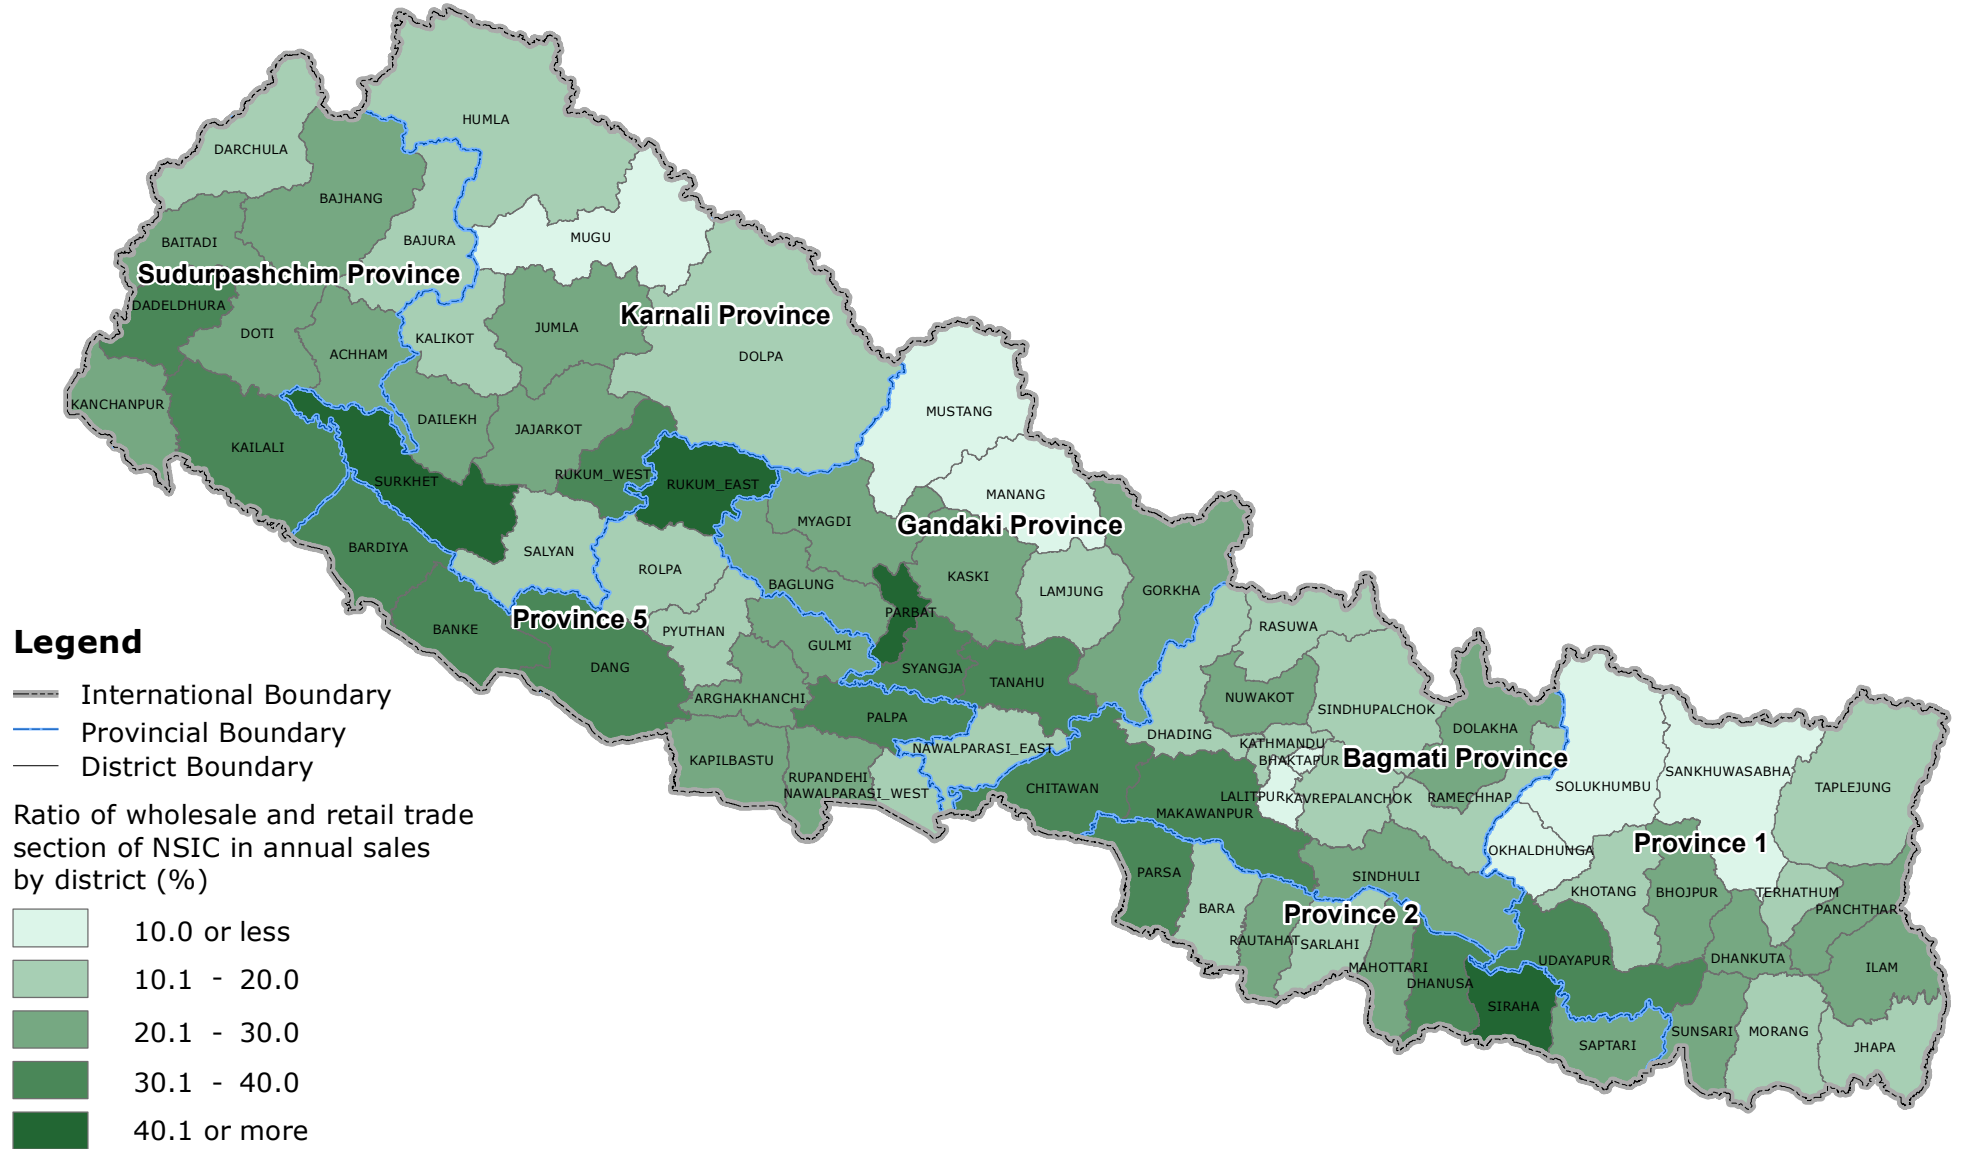 HUMLA
DARCHULA
BAJHANG
BAITADI
BAJURA
MUGU
Sudurpashchim Province
DADELDHURA
Karnali Province
DOTI
ACHHAM
KALIKOT
JUMLA
DOLPA
KANCHANPUR
MUSTANG
DAILEKH
JAJARKOT
KAILALI
RUKUM_WEST
SURKHET
RUKUM_EAST
MANANG
MYAGDI
Gandaki Province
BARDIYA
SALYAN
ROLPA
BAGLUNG
KASKI
LAMJUNG
GORKHA
PARBAT
Province 5
BANKE
PYUTHAN
GULMI
RASUWA
DANG
SYANGJA
TANAHU
ARGHAKHANCHI
NUWAKOT
SINDHUPALCHOK
PALPA
DOLAKHA
DHADING
NAWALPARASI_EAST
KATHMANDU
BHAKTAPUR
Bagmati Province
KAPILBASTU
RUPANDEHI
NAWALPARASI_WEST
CHITAWAN
LALITPUR
KAVREPALANCHOK
RAMECHHAP
SOLUKHUMBU
SANKHUWASABHA
TAPLEJUNG
MAKAWANPUR
OKHALDHUNGA
Province 1
PARSA
SINDHULI
KHOTANG
BHOJPUR
TERHATHUM
PANCHTHAR
BARA
Province 2
RAUTAHAT
SARLAHI
UDAYAPUR
DHANKUTA
ILAM
MAHOTTARI
DHANUSA
SIRAHA
SUNSARI
MORANG
SAPTARI
JHAPA
Legend
International Boundary
Provincial Boundary
District Boundary
Ratio of wholesale and retail trade
section of NSIC in annual sales
by district (%)
10.0 or less
10.1 - 20.0
20.1 - 30.0
30.1 - 40.0
40.1 or more